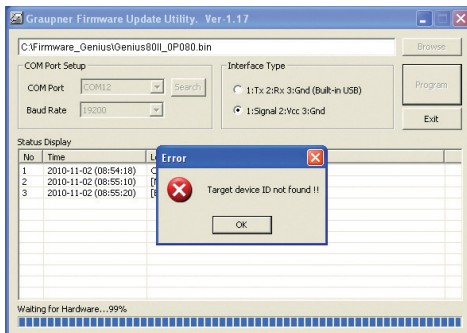 Graupner Firmware Update Utility. Ver-1.17
C:\Firmware_Genius\Genius80II_0P080.bin
Browse
COM Port Setup
COM Port COM12 Search
Baud Rate 19200
Interface Type
1:Tx 2:Rx 3:Gnd (Built-in USB)
1:Signal 2:Vcc 3:Gnd
Program
Exit
Status Display
No Time
1 2010-11-02 (08:54:18)
2 2010-11-02 (08:55:10)
3 2010-11-02 (08:55:20)
Error
Target device ID not found !!
OK
Waiting for Hardware...99%